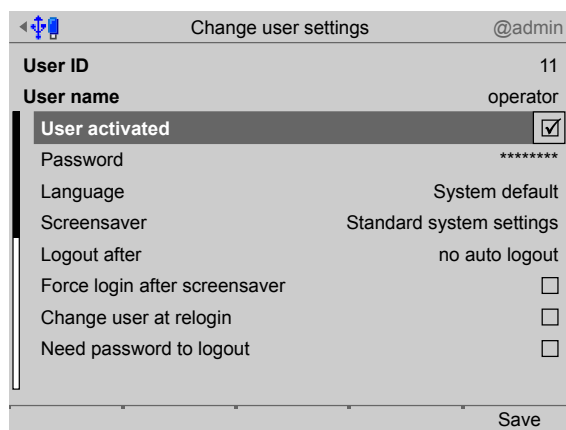 Change user settings @admin
User ID 11
User name operator
User activated ☑
Password ********
Language System default
Screensaver Standard system settings
Logout after no auto logout
Force login after screensaver ☐
Change user at relogin ☐
Need password to logout ☐
Save